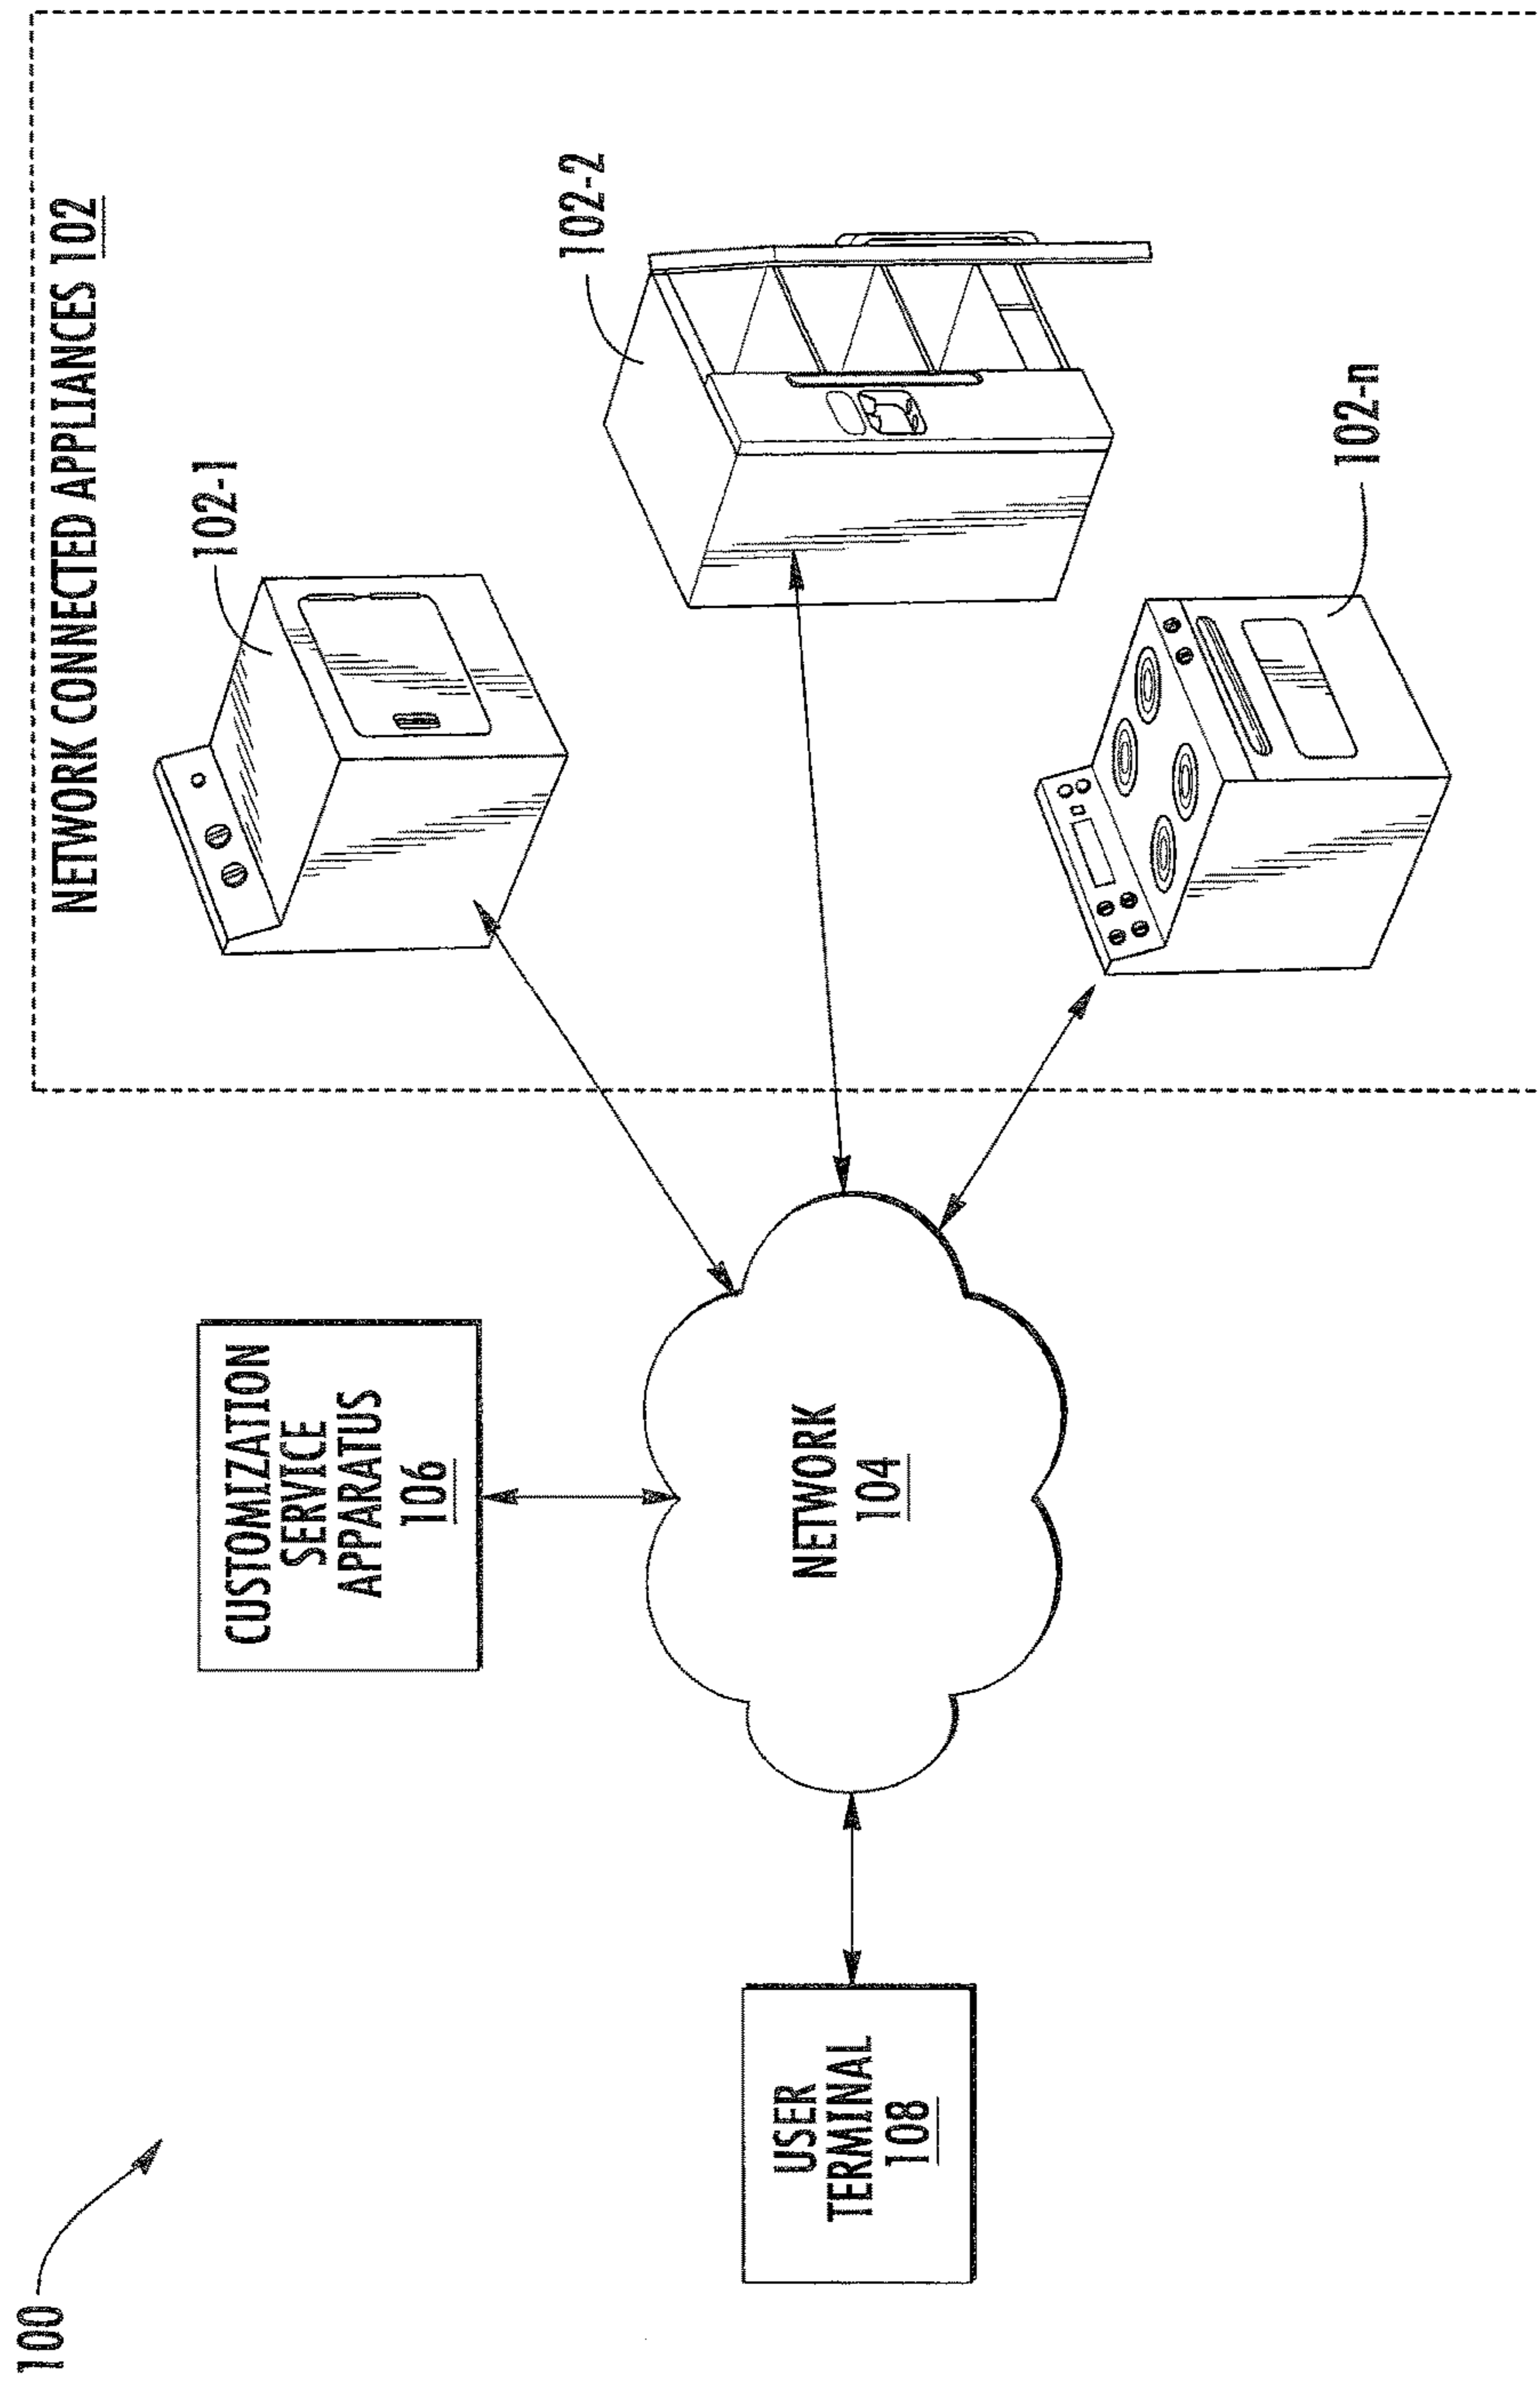 100
USER
TERMINAL
108
CUSTOMIZATION
SERVICE
APPARATUS
106
NETWORK
104
NETWORK CONNECTED APPLIANCES 102
102-1
102-2
102-n